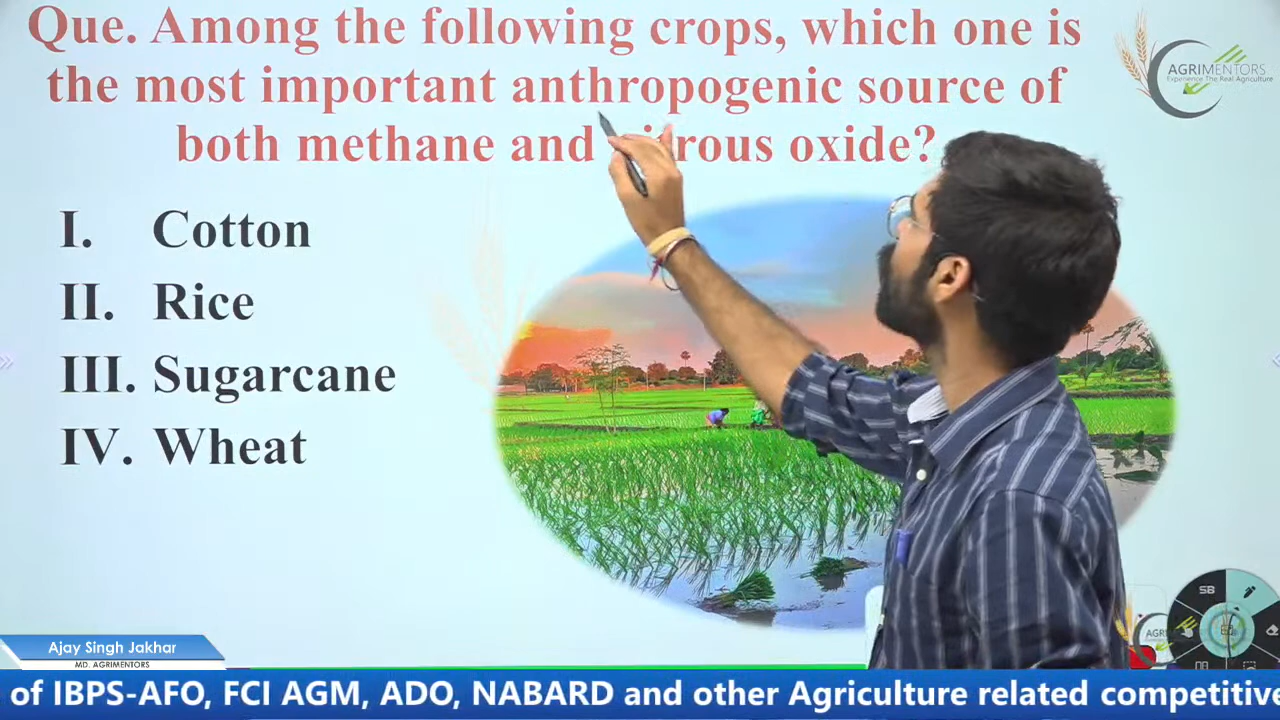 Que. Among the following crops, which one is
the most important anthropogenic source of
both methane and nitrous oxide?
AGRIMENTORS
Experience The Real Agriculture
I. Cotton
II. Rice
III. Sugarcane
IV. Wheat
SB
Ajay Singh Jakhar
MD. AGRIMENTORS
of IBPS-AFO, FCI AGM, ADO, NABARD and other Agriculture related competitive